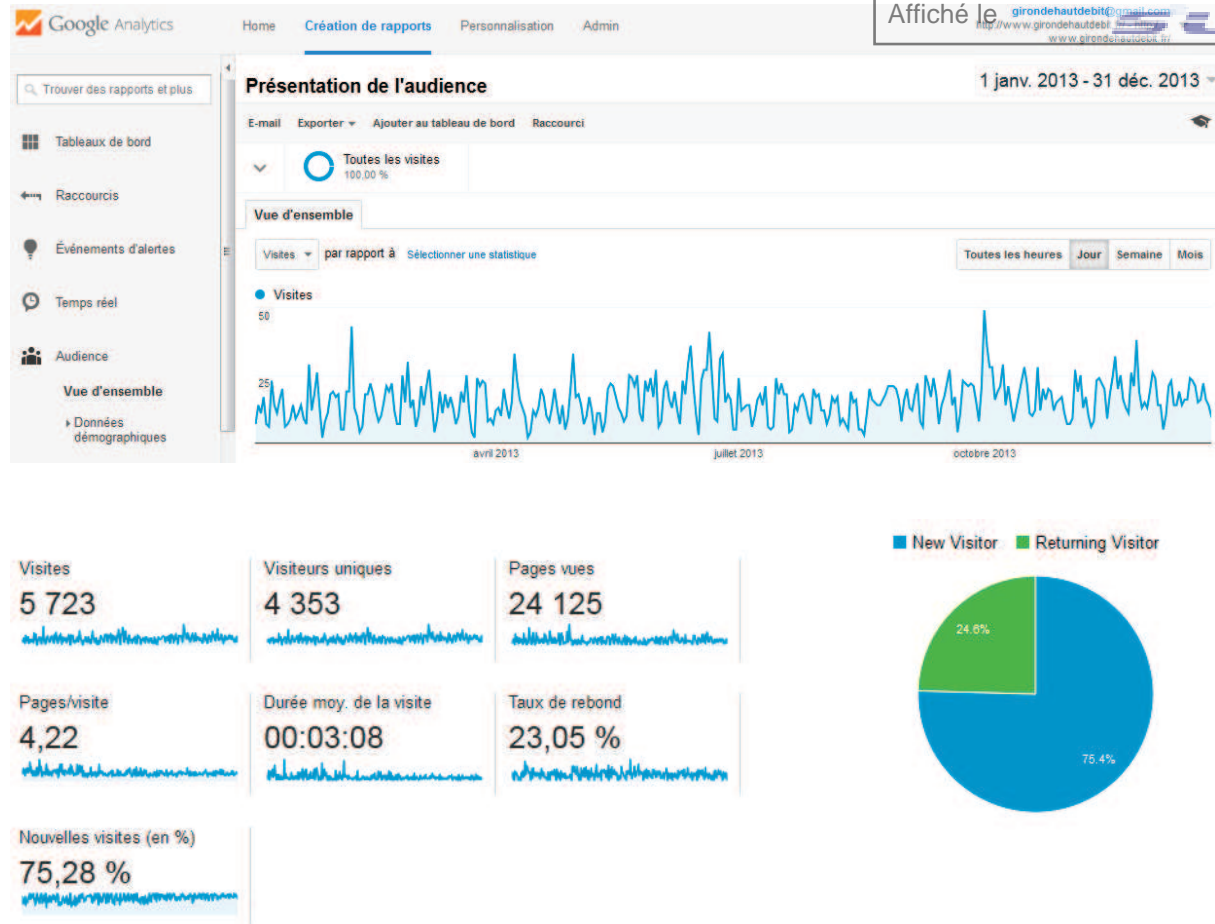 Google Analytics
Home Création de rapports Personnalisation Admin
Affiché le
girondehautdebit@gmail.com
http://www.girondehautdebit
www.girondehautdebit.fr/
Trouver des rapports et plus
Présentation de l'audience
1 janv. 2013 - 31 déc. 2013
E-mail Exporter Ajouter au tableau de bord Raccourci
Tableaux de bord
Toutes les visites
100,00 %
Raccourcis
Vue d'ensemble
Événements d'alertes
Visites par rapport à Sélectionner une statistique
Toutes les heures Jour Semaine Mois
Temps réel
Visites
50
25
Audience
Vue d'ensemble
Données
démographiques
avril 2013 juillet 2013 octobre 2013
New Visitor Returning Visitor
Visites Visiteurs uniques Pages vues
5 723 4 353 24 125
24.6%
Pages/visite Durée moy. de la visite Taux de rebond
4,22 00:03:08 23,05 %
75.4%
Nouvelles visites (en %)
75,28 %